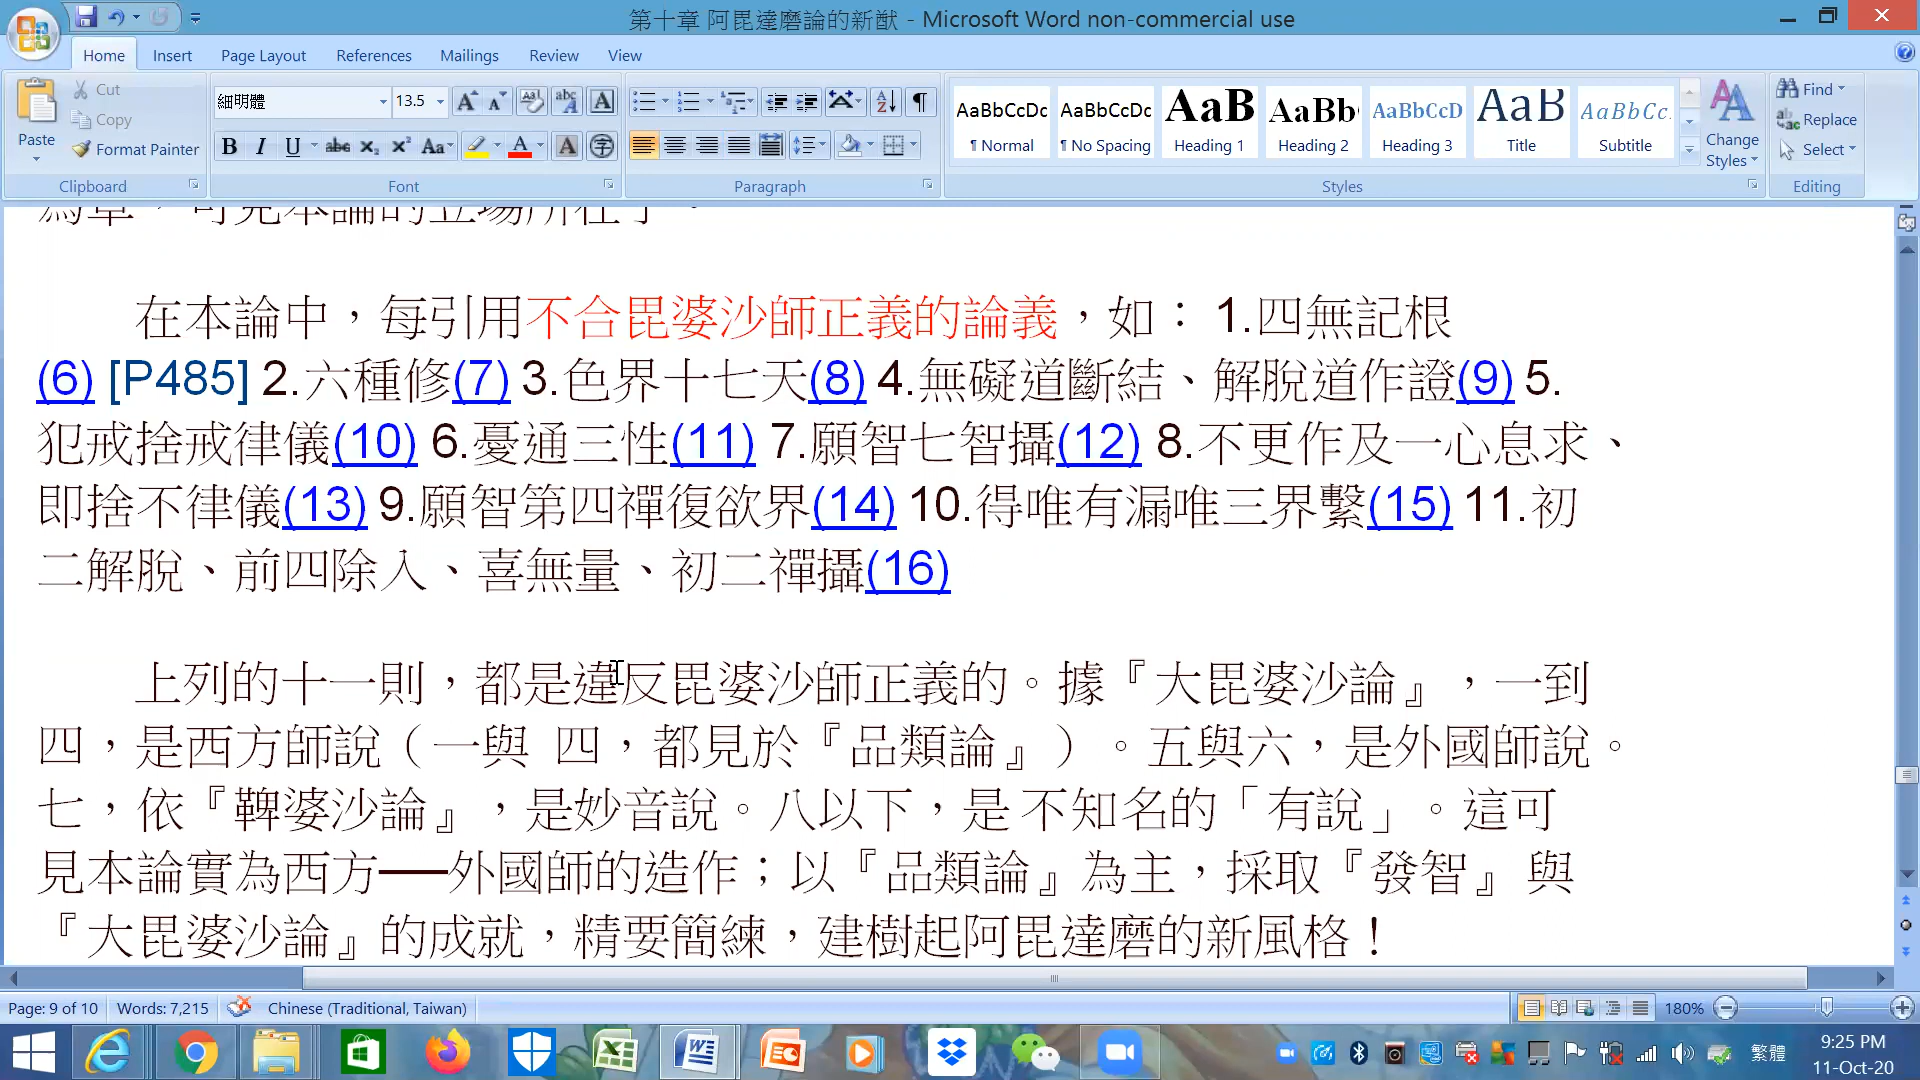 第十章 阿毘達磨論的新猷 - Microsoft Word non-commercial use
Home Insert Page Layout References Mailings Review View
Paste
Cut
Copy
Format Painter
Clipboard
細明體 13.5
Font
Paragraph
AaBbCcDc AaBbCcDc AaB AaBb( AaBbCcD AaB AaBbCc.
¶ Normal ¶ No Spacing Heading 1 Heading 2 Heading 3 Title Subtitle
Styles
Change Styles
Find
Replace
Select
Editing
為章，可見本論的立場所在了。
在本論中，每引用不合毘婆沙師正義的論義，如： 1.四無記根
(6) [P485] 2.六種修(7) 3.色界十七天(8) 4.無礙道斷結、解脫道作證(9) 5.
犯戒捨戒律儀(10) 6.憂通三性(11) 7.願智七智攝(12) 8.不更作及一心息求、
即捨不律儀(13) 9.願智第四禪復欲界(14) 10.得唯有漏唯三界繫(15) 11.初
二解脫、前四除入、喜無量、初二禪攝(16)
上列的十一則，都是違反毘婆沙師正義的。據『大毘婆沙論』，一到
四，是西方師說（一與 四，都見於『品類論』）。五與六，是外國師說。
七，依『鞞婆沙論』，是妙音說。八以下，是 不知名的「有說」。這可
見本論實為西方──外國師的造作；以『品類論』為主，採取『發智』與
『大毘婆沙論』的成就，精要簡練，建樹起阿毘達磨的新風格！
Page: 9 of 10 Words: 7,215 Chinese (Traditional, Taiwan) 180%
繁體
9:25 PM
11-Oct-20